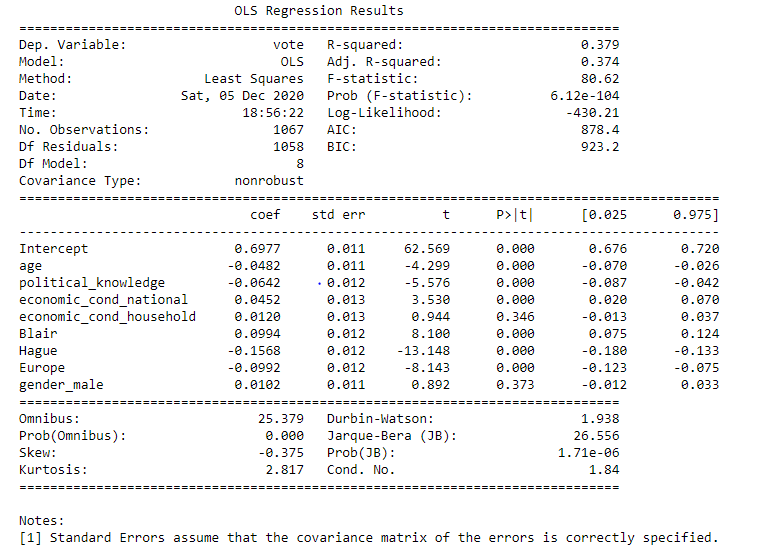 OLS Regression Results
==============================================================================
Dep. Variable: vote R-squared: 0.379
Model: OLS Adj. R-squared: 0.374
Method: Least Squares F-statistic: 80.62
Date: Sat, 05 Dec 2020 Prob (F-statistic): 6.12e-104
Time: 18:56:22 Log-Likelihood: -430.21
No. Observations: 1067 AIC: 878.4
Df Residuals: 1058 BIC: 923.2
Df Model: 8
Covariance Type: nonrobust
===========================================================================================
coef std err t P>|t| [0.025 0.975]
-------------------------------------------------------------------------------------------
Intercept 0.6977 0.011 62.569 0.000 0.676 0.720
age -0.0482 0.011 -4.299 0.000 -0.070 -0.026
political_knowledge -0.0642 0.012 -5.576 0.000 -0.087 -0.042
economic_cond_national 0.0452 0.013 3.530 0.000 0.020 0.070
economic_cond_household 0.0120 0.013 0.944 0.346 -0.013 0.037
Blair 0.0994 0.012 8.100 0.000 0.075 0.124
Hague -0.1568 0.012 -13.148 0.000 -0.180 -0.133
Europe -0.0992 0.012 -8.143 0.000 -0.123 -0.075
gender_male 0.0102 0.011 0.892 0.373 -0.012 0.033
==============================================================================
Omnibus: 25.379 Durbin-Watson: 1.938
Prob(Omnibus): 0.000 Jarque-Bera (JB): 26.556
Skew: -0.375 Prob(JB): 1.71e-06
Kurtosis: 2.817 Cond. No. 1.84
==============================================================================
Notes:
[1] Standard Errors assume that the covariance matrix of the errors is correctly specified.